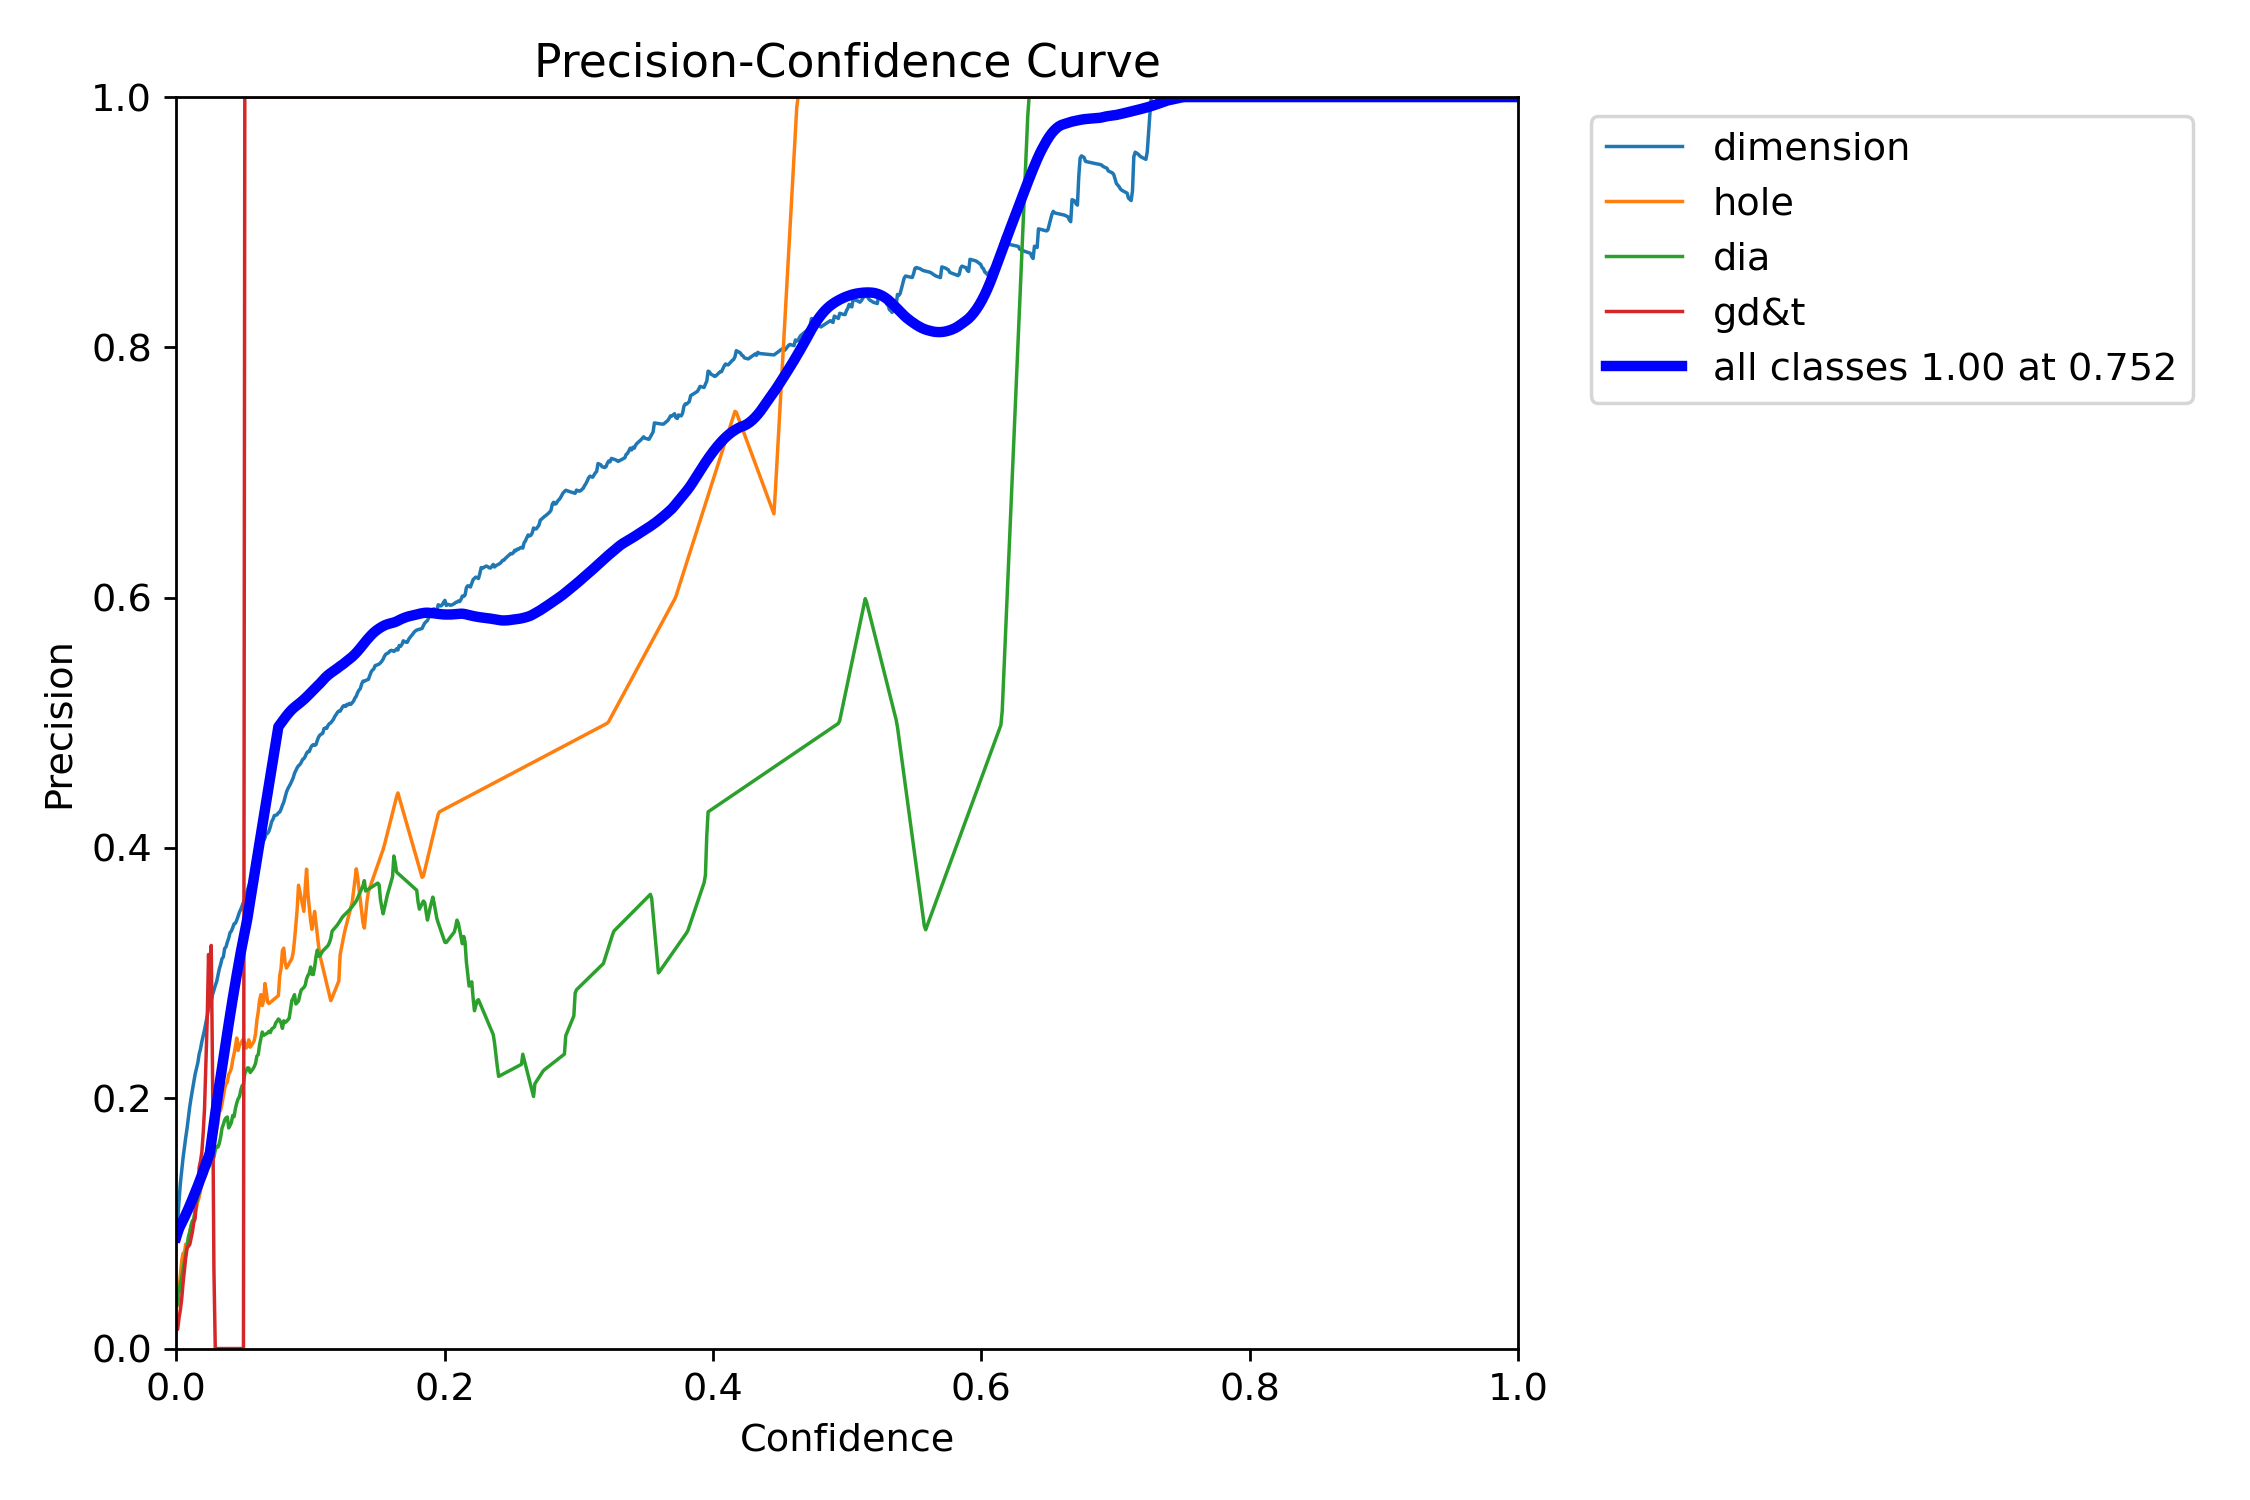 Precision-Confidence Curve
1.0
0.8
0.6
0.4
0.2
0.0
Precision
0.0 0.2 0.4 0.6 0.8 1.0
Confidence
dimension
hole
dia
gd&t
all classes 1.00 at 0.752